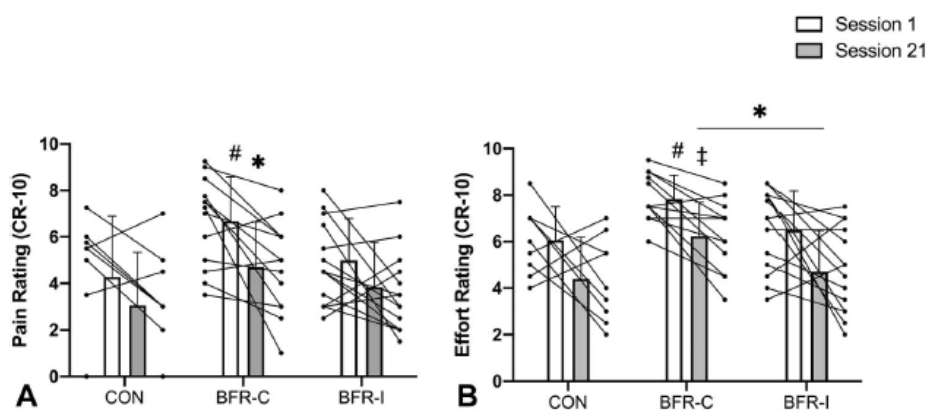 Session 1
Session 21
Pain Rating (CR-10)
10
8
6
4
2
0
#
*
CON
BFR-C
BFR-I
A
Effort Rating (CR-10)
10
8
6
4
2
0
#
‡
*
CON
BFR-C
BFR-I
B